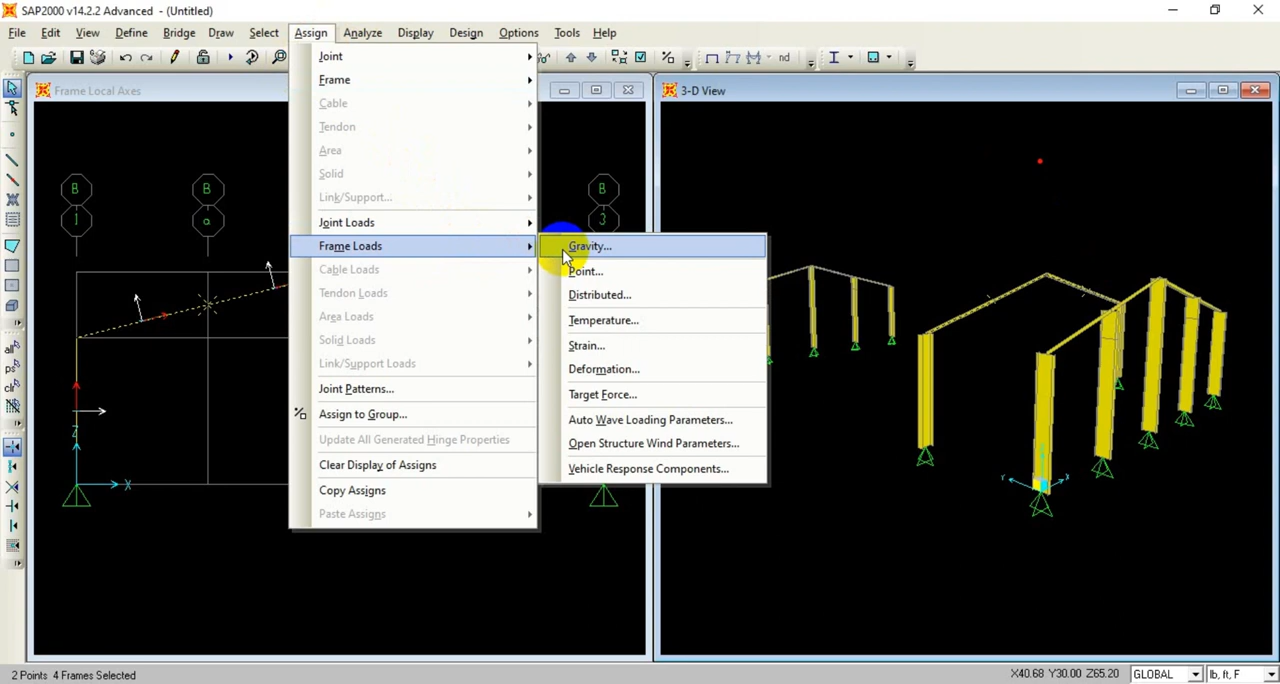 SAP2000 v14.2.2 Advanced - (Untitled)
File Edit View Define Bridge Draw Select Assign Analyze Display Design Options Tools Help
nd
Frame Local Axes
3-D View
Joint
Frame
Cable
Tendon
Area
Solid
Link/Support...
Joint Loads
Frame Loads
Cable Loads
Tendon Loads
Area Loads
Solid Loads
Link/Support Loads
Joint Patterns...
Assign to Group...
Update All Generated Hinge Properties
Clear Display of Assigns
Copy Assigns
Paste Assigns
Gravity...
Point...
Distributed...
Temperature...
Strain...
Deformation...
Target Force...
Auto Wave Loading Parameters...
Open Structure Wind Parameters...
Vehicle Response Components...
B B B
1 a 3
Z
X
Y X
all
ps
clr
2 Points 4 Frames Selected
X40.68 Y30.00 Z65.20 GLOBAL lb, ft, F